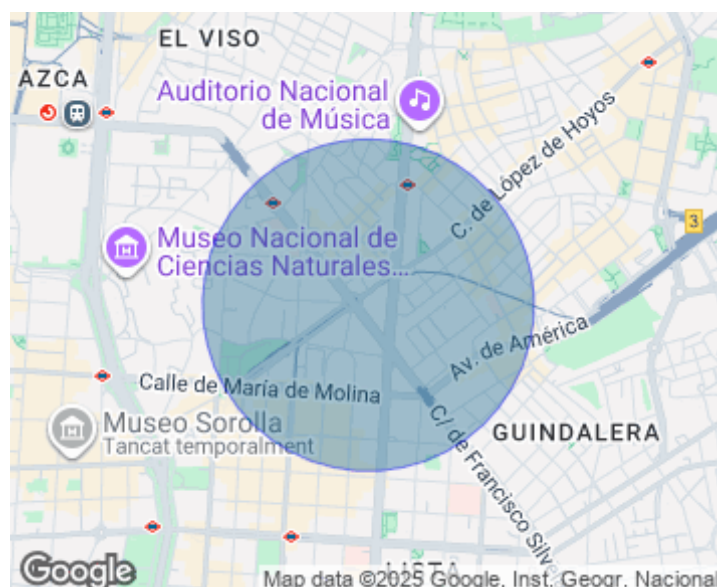 EL VISO
AZCA
Auditorio Nacional
de Música
C. de López de Hoyos
3
Museo Nacional de
Ciencias Naturales...
Av. de América
Calle de María de Molina
Museo Sorolla
Tancat temporalment
C/ de Francisco Silve
GUINDALERA
LISTA
Google
Map data ©2025 Google, Inst. Geogr. Nacional